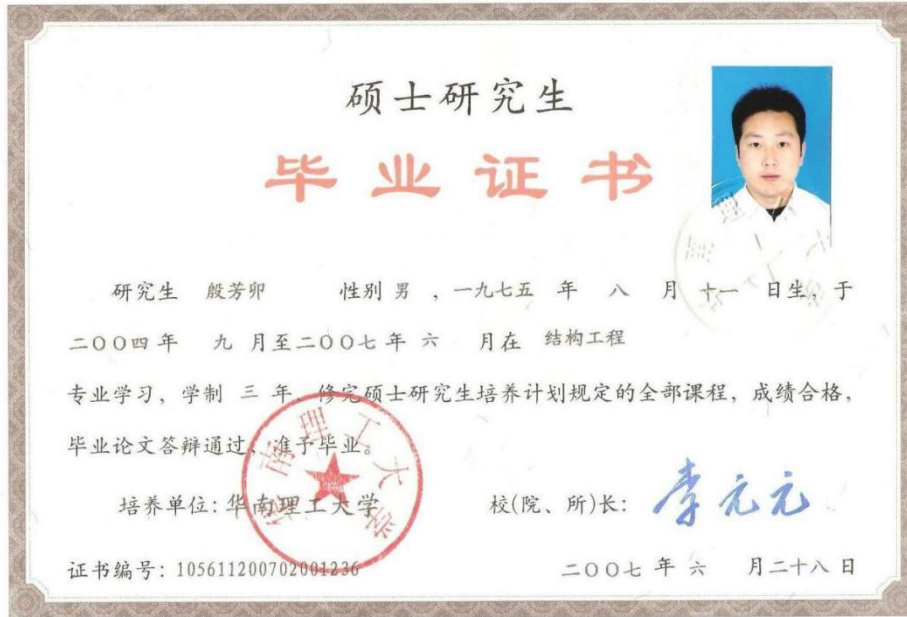 硕士研究生
毕业证书
研究生 殷芳卯 性别 男 ，一九七五 年 八 月 十一 日生，于
二〇〇四年 九 月至二〇〇七年 六 月在 结构工程
专业学习，学制 三 年，修完硕士研究生培养计划规定的全部课程，成绩合格，
毕业论文答辩通过，准予毕业。
华南理工大学
培养单位：华南理工大学 校(院、所)长：李元元
证书编号：105611200702001236 二〇〇七 年 六 月二十八日